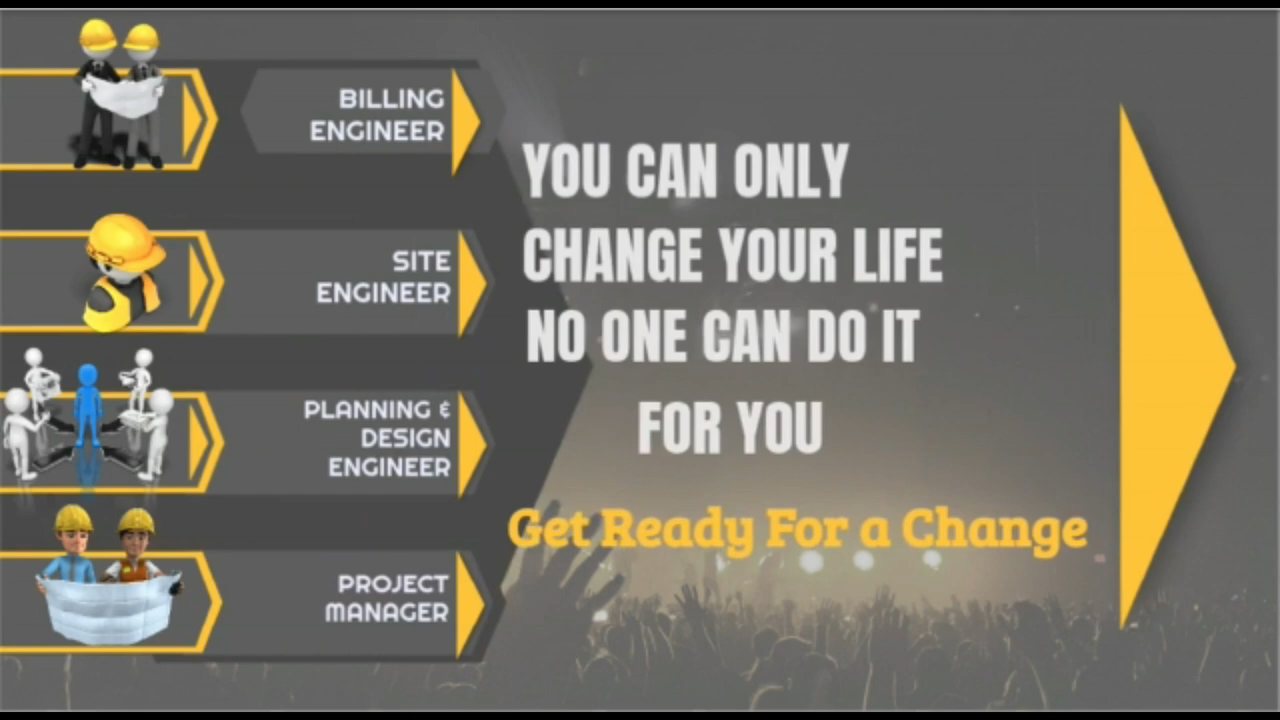 BILLING
ENGINEER
SITE
ENGINEER
PLANNING &
DESIGN
ENGINEER
PROJECT
MANAGER
YOU CAN ONLY
CHANGE YOUR LIFE
NO ONE CAN DO IT
FOR YOU
Get Ready For a Change